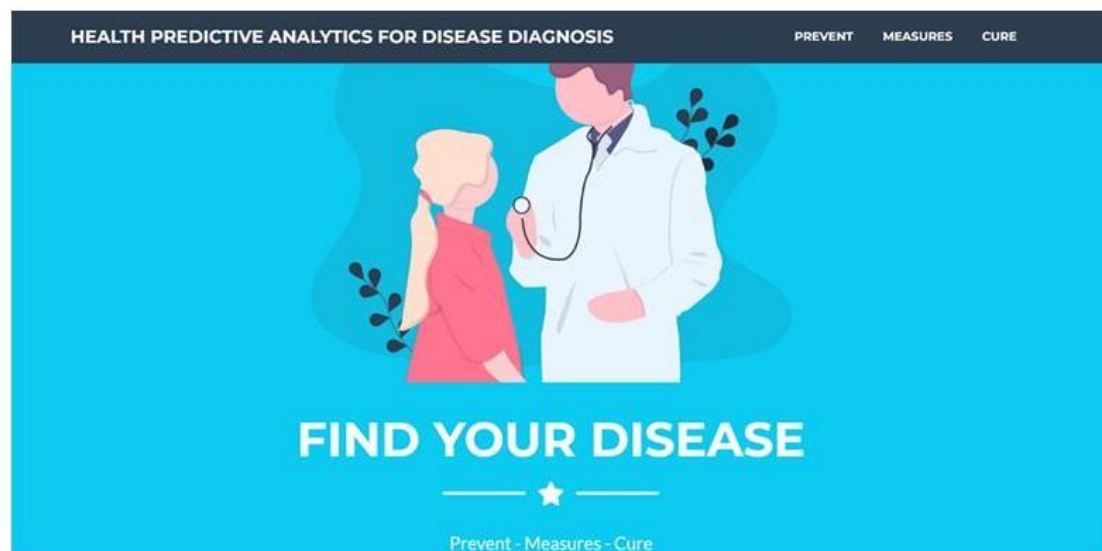 HEALTH PREDICTIVE ANALYTICS FOR DISEASE DIAGNOSIS PREVENT MEASURES CURE
FIND YOUR DISEASE
Prevent - Measures - Cure